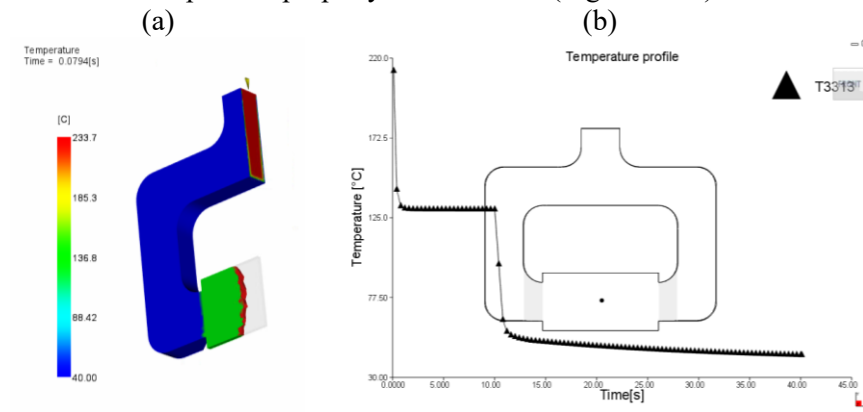 (a)
(b)
Temperature
Time = 0.0794[s]
[C]
233.7
185.3
136.8
88.42
40.00
Temperature profile
T3313
Temperature [°C]
220.0
172.5
125.0
77.50
30.00
0.0000
5.000
10.00
15.00
20.00
25.00
30.00
35.00
40.00
45.00
Time[s]